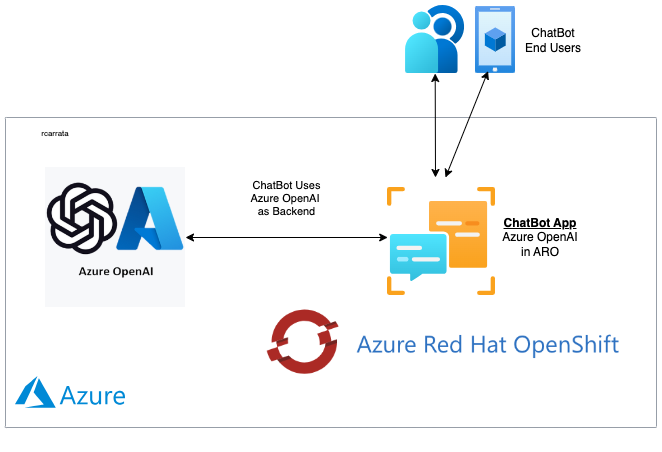 ChatBot
End Users
rcarrata
ChatBot Uses
Azure OpenAI
as Backend
Azure OpenAI
ChatBot App
Azure OpenAI
in ARO
Azure Red Hat OpenShift
Azure